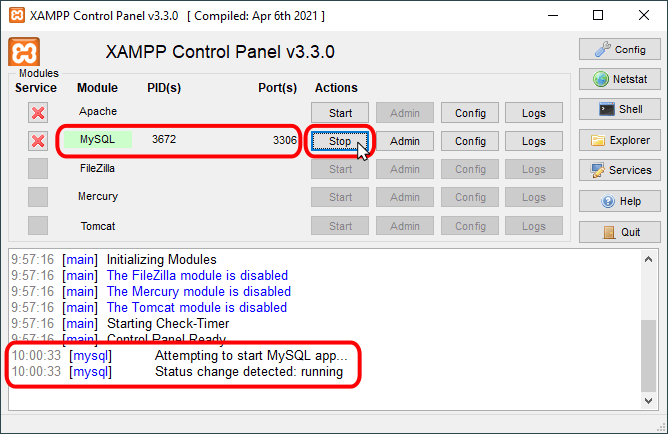 XAMPP Control Panel v3.3.0 [ Compiled: Apr 6th 2021 ]
XAMPP Control Panel v3.3.0
Config
Modules
Service Module PID(s) Port(s) Actions
Netstat
Apache Start Admin Config Logs
Shell
MySQL 3672 3306 Stop Admin Config Logs
Explorer
FileZilla Start Admin Config Logs
Services
Mercury Start Admin Config Logs
Help
Tomcat Start Admin Config Logs
Quit
9:57:16 [main] Initializing Modules
9:57:16 [main] The FileZilla module is disabled
9:57:16 [main] The Mercury module is disabled
9:57:16 [main] The Tomcat module is disabled
9:57:16 [main] Starting Check-Timer
9:57:16 [main] Control Panel Ready
10:00:33 [mysql] Attempting to start MySQL app...
10:00:33 [mysql] Status change detected: running